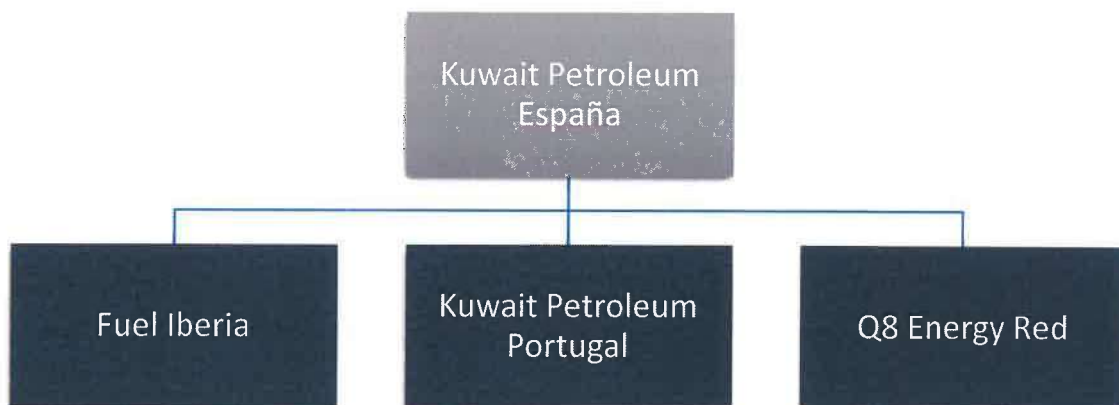 Kuwait Petroleum
España
Fuel Iberia
Kuwait Petroleum
Portugal
Q8 Energy Red